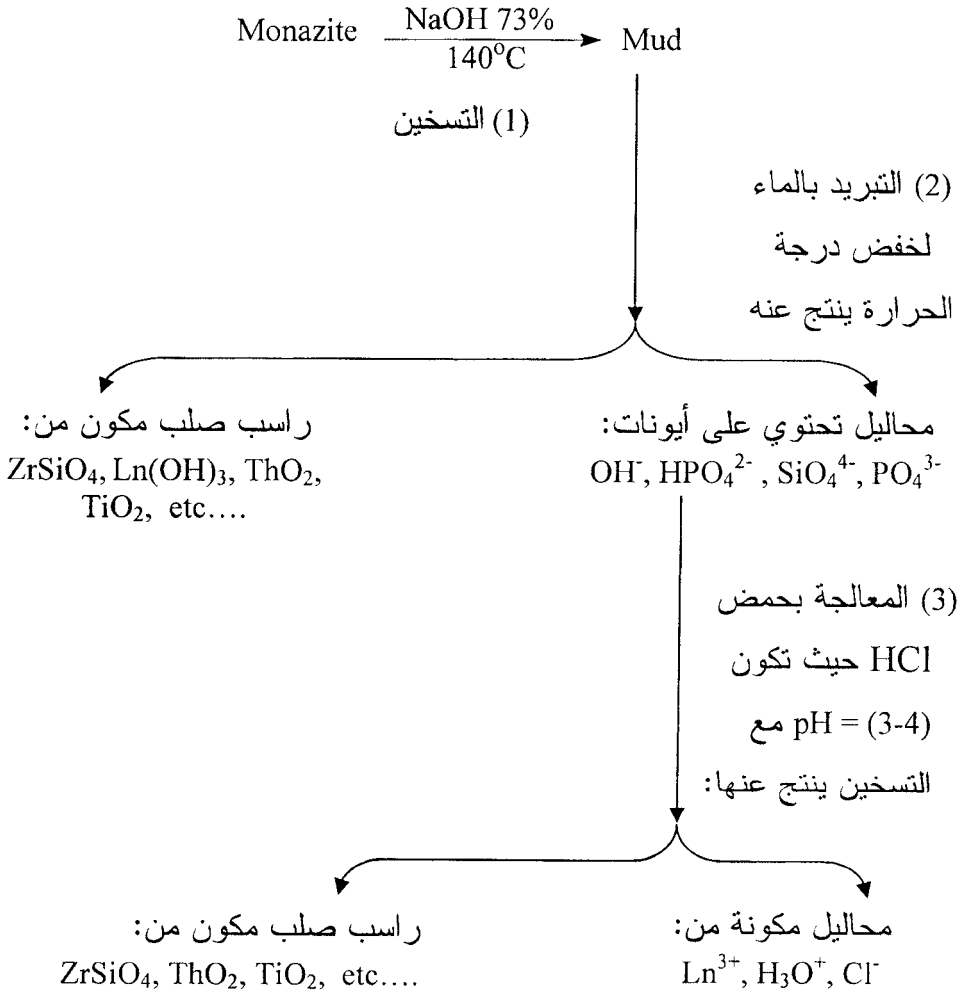 Monazite NaOH 73% Mud
140°C
(1) التسخين
(2) التبريد بالماء
لخفض درجة
الحرارة ينتج عنه
راسب صلب مكون من:
ZrSiO₄, Ln(OH)₃, ThO₂,
TiO₂, etc....
محاليل تحتوي على أيونات:
OH⁻, HPO₄²⁻ , SiO₄⁴⁻, PO₄³⁻
(3) المعالجة بحمض
HCl حيث تكون
pH = (3-4) مع
التسخين ينتج عنها:
راسب صلب مكون من:
ZrSiO₄, ThO₂, TiO₂, etc....
محاليل مكونة من:
Ln³⁺, H₃O⁺, Cl⁻